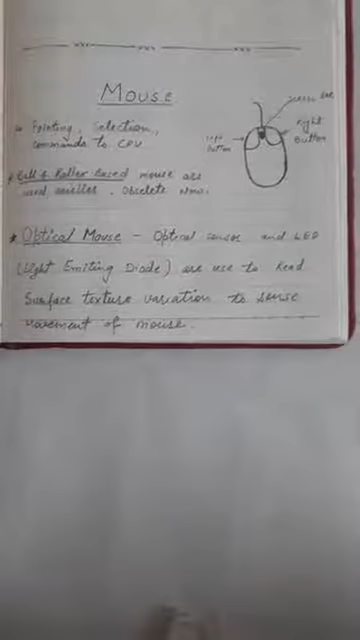 Mouse
Pointing, Selection,
commands to CPU
Left
Button
Right
Button
* Ball & Roller based mouse are
used earlier. Obsolete now.
* Optical Mouse - Optical sensor and LED
(Light Emiting Diode) are use to Read
Surface texture variation to sense
movement of mouse.